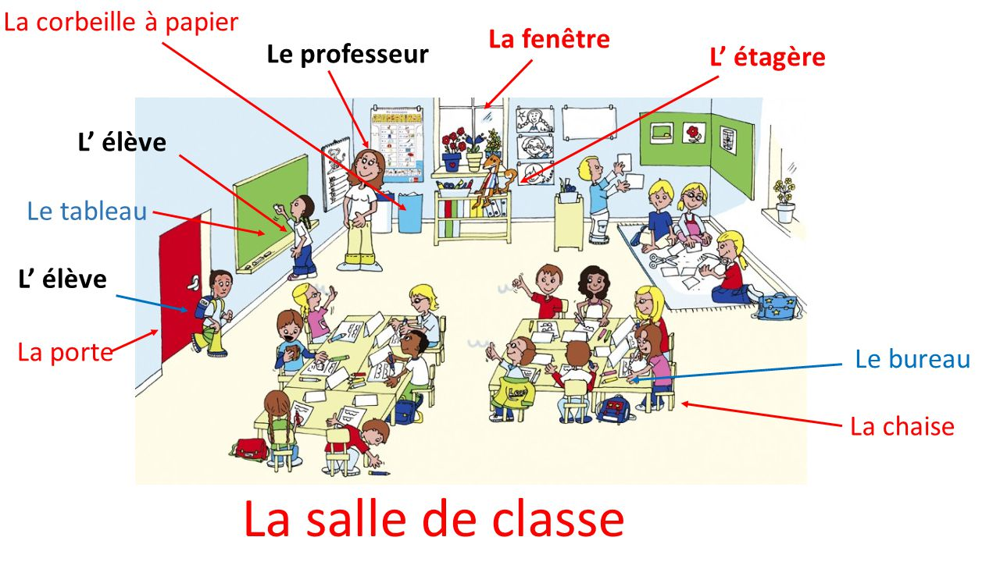 La corbeille à papier
Le professeur
La fenêtre
L’ étagère
L’ élève
Le tableau
L’ élève
La porte
Le bureau
La chaise
La salle de classe